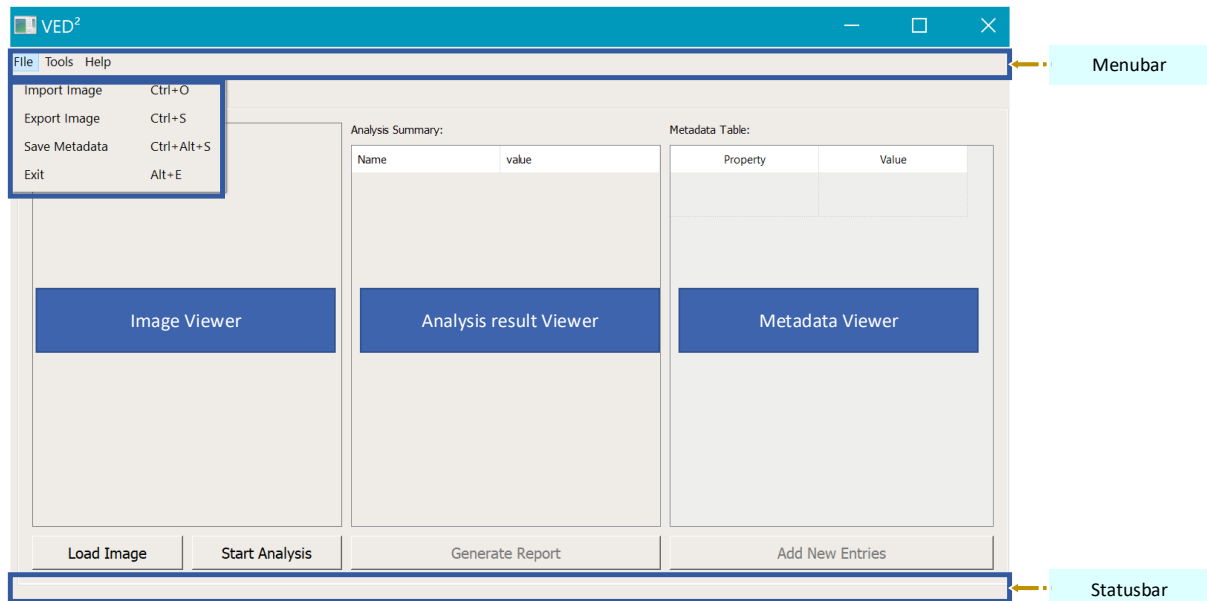 VED²
FIle Tools Help
Menubar
Import Image Ctrl+O
Export Image Ctrl+S
Save Metadata Ctrl+Alt+S
Exit Alt+E
Analysis Summary:
Metadata Table:
Name value
Property Value
Image Viewer
Analysis result Viewer
Metadata Viewer
Load Image
Start Analysis
Generate Report
Add New Entries
Statusbar